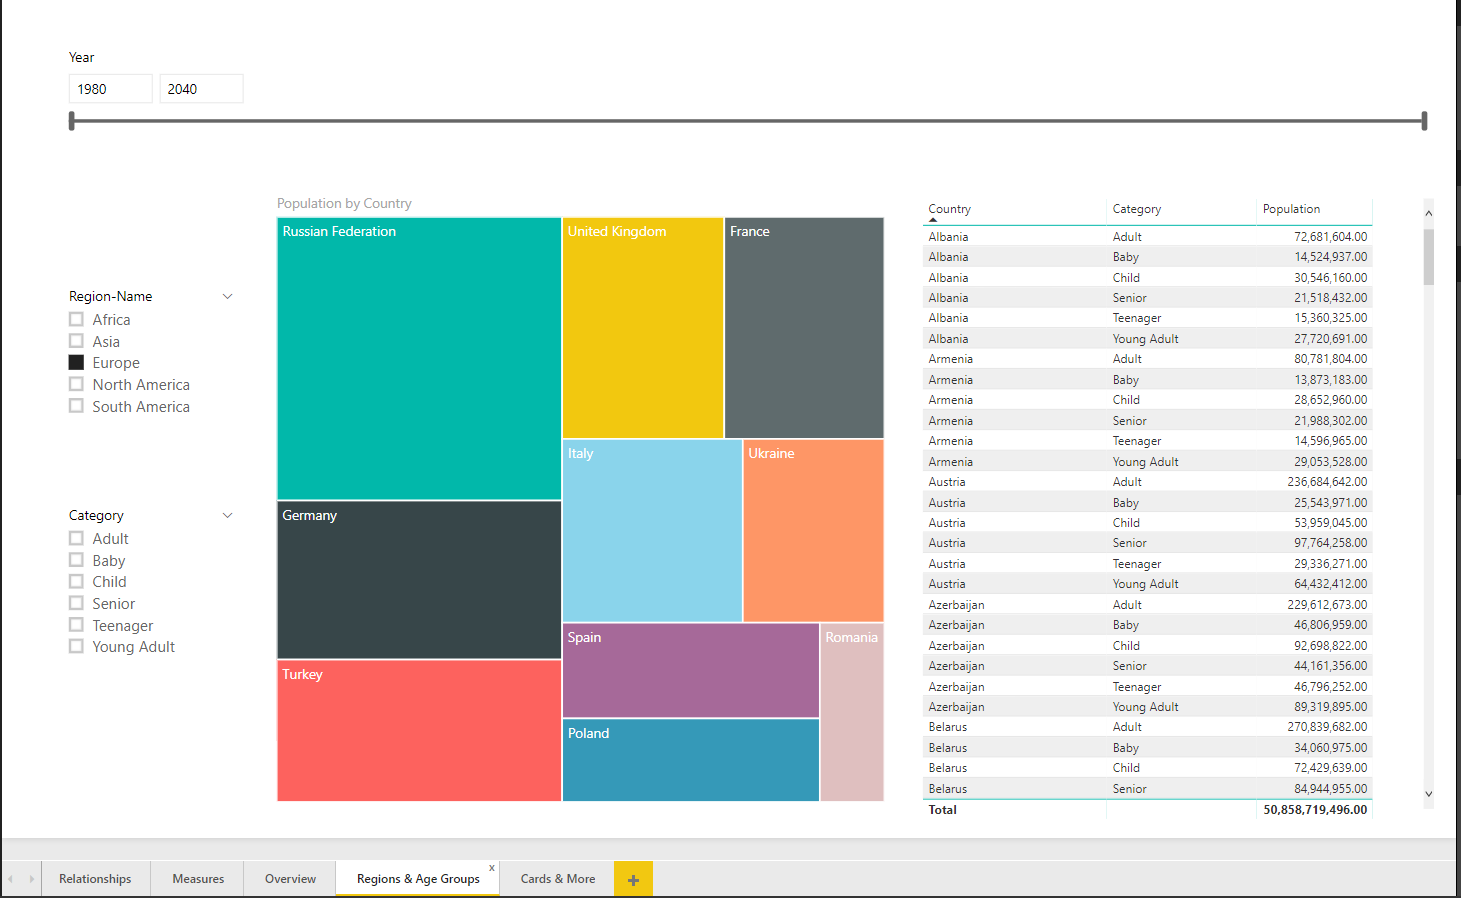 Year
1980 2040
Region-Name
Africa
Asia
Europe
North America
South America
Category
Adult
Baby
Child
Senior
Teenager
Young Adult
Population by Country
Russian Federation
United Kingdom
France
Italy
Ukraine
Germany
Spain
Romania
Turkey
Poland
Country Category Population
Albania Adult 72,681,604.00
Albania Baby 14,524,937.00
Albania Child 30,546,160.00
Albania Senior 21,518,432.00
Albania Teenager 15,360,325.00
Albania Young Adult 27,720,691.00
Armenia Adult 80,781,804.00
Armenia Baby 13,873,183.00
Armenia Child 28,652,960.00
Armenia Senior 21,988,302.00
Armenia Teenager 14,596,965.00
Armenia Young Adult 29,053,528.00
Austria Adult 236,684,642.00
Austria Baby 25,543,971.00
Austria Child 53,959,045.00
Austria Senior 97,764,258.00
Austria Teenager 29,336,271.00
Austria Young Adult 64,432,412.00
Azerbaijan Adult 229,612,673.00
Azerbaijan Baby 46,806,959.00
Azerbaijan Child 92,698,822.00
Azerbaijan Senior 44,161,356.00
Azerbaijan Teenager 46,796,252.00
Azerbaijan Young Adult 89,319,895.00
Belarus Adult 270,839,682.00
Belarus Baby 34,060,975.00
Belarus Child 72,429,639.00
Belarus Senior 84,944,955.00
Total 50,858,719,496.00
Relationships Measures Overview Regions & Age Groups x Cards & More +